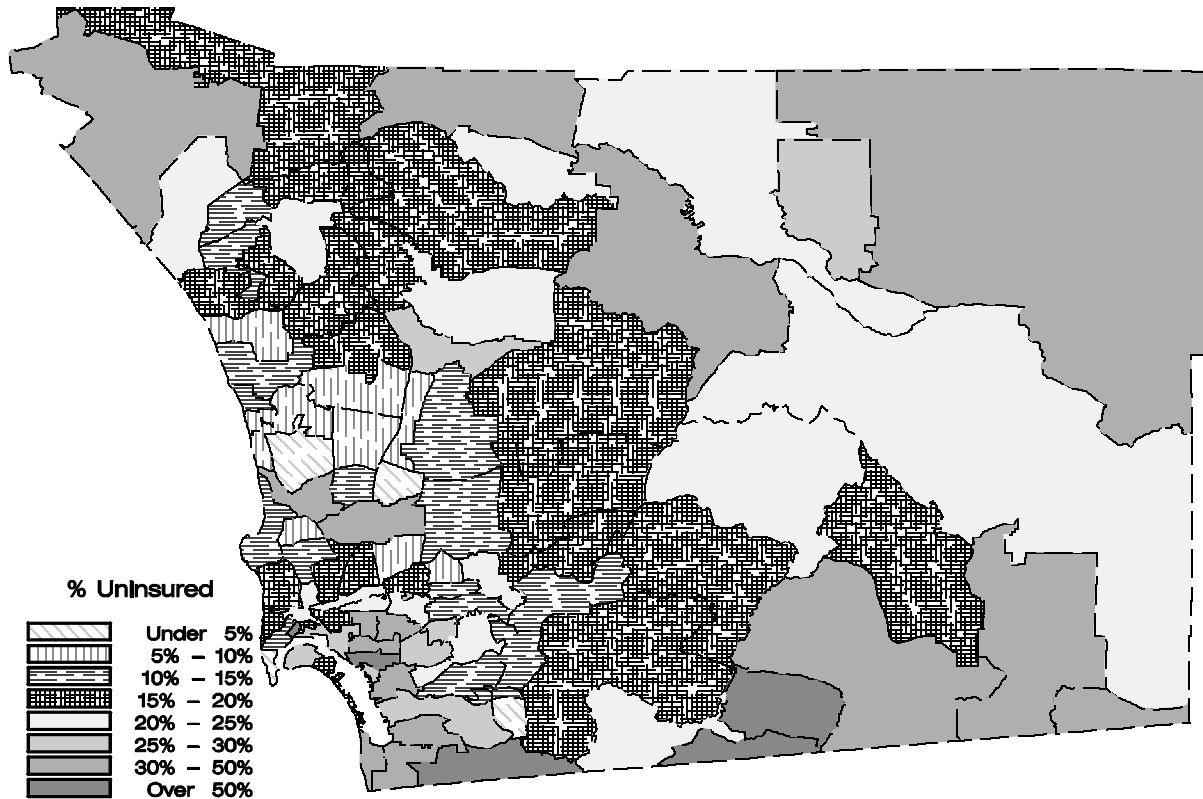 % Uninsured
Under 5%
5% – 10%
10% – 15%
15% – 20%
20% – 25%
25% – 30%
30% – 50%
Over 50%